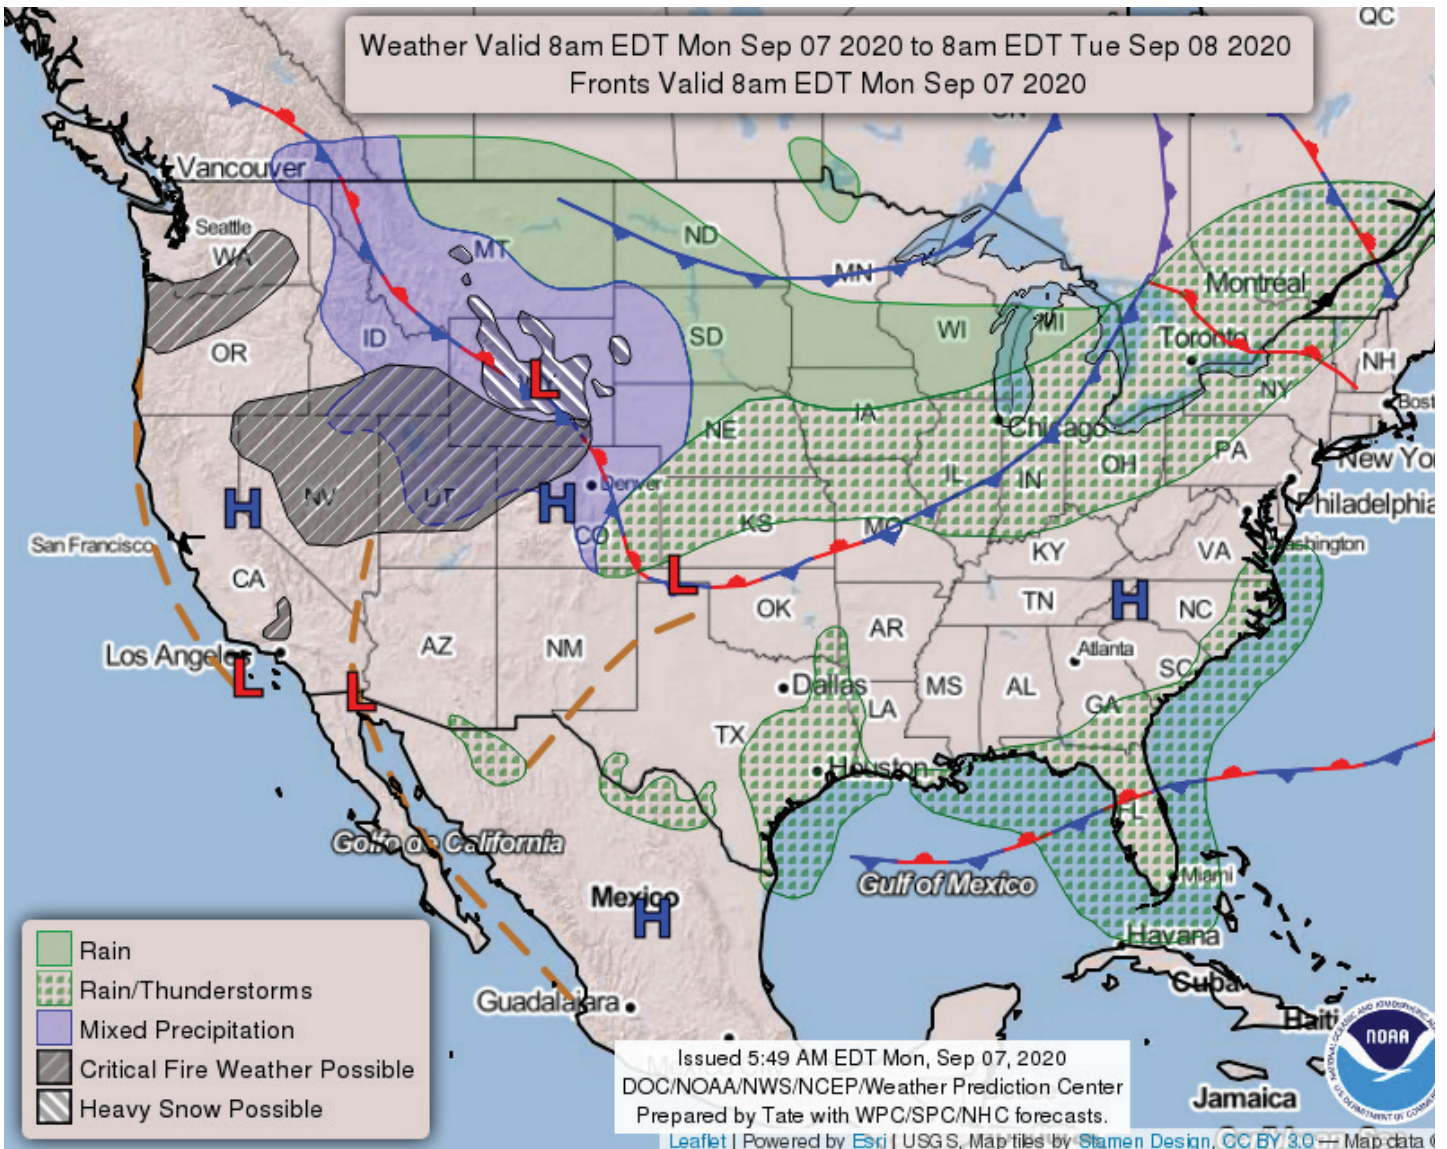 QC
Weather Valid 8am EDT Mon Sep 07 2020 to 8am EDT Tue Sep 08 2020
Fronts Valid 8am EDT Mon Sep 07 2020
ON
Vancouver
Seattle
WA
MT
ND
MN
Montréal
OR
ID
SD
WI
MI
Toronto
NH
NY
Bost
WY
NE
IA
Chicago
PA
New Yo
NV
UT
Denver
IL
IN
OH
Philadelphia
H
H
CO
KS
MO
KY
VA
Washington
San Francisco
CA
L
OK
TN
H
NC
AZ
NM
AR
Atlanta
SC
Los Angeles
L
L
Dallas
LA
MS
AL
GA
TX
Houston
FL
L
Golfo de California
Gulf of Mexico
Miami
Mexico
H
Havana
Cuba
Haiti
Guadalajara
Mexico City
Jamaica
Rain
Rain/Thunderstorms
Mixed Precipitation
Critical Fire Weather Possible
Heavy Snow Possible
NOAA
Issued 5:49 AM EDT Mon, Sep 07, 2020
DOC/NOAA/NWS/NCEP/Weather Prediction Center
Prepared by Tate with WPC/SPC/NHC forecasts.
Leaflet | Powered by Esri | USGS, Map tiles by Stamen Design, CC BY 3.0 — Map data ©